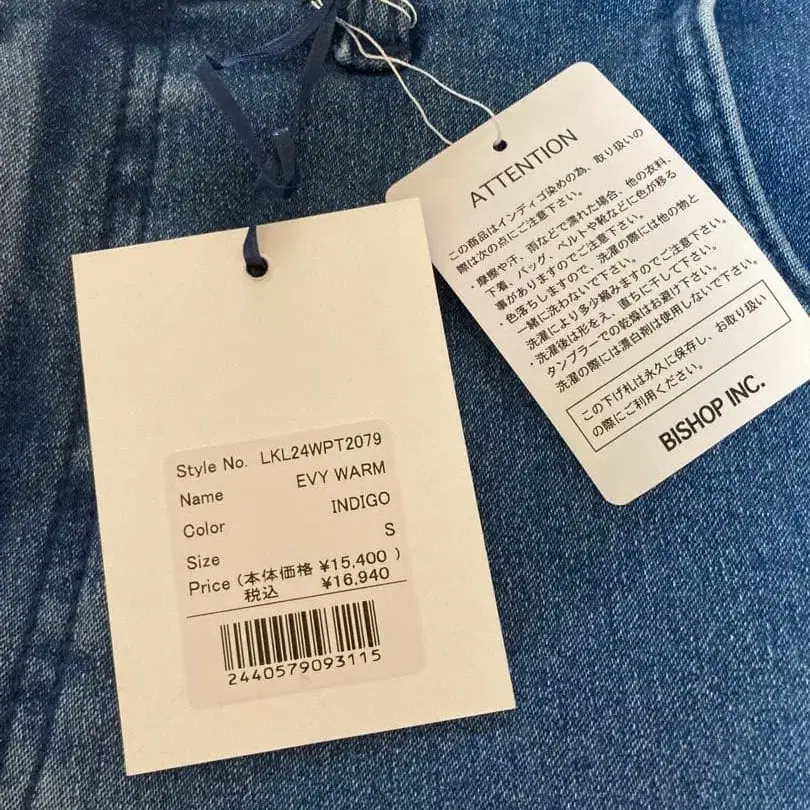 Style No. LKL24WPT2079
Name EVY WARM
Color INDIGO
Size S
Price (本体価格 ¥15,400 )
税込 ¥16,940
2440579093115
ATTENTION
この商品はインディゴ染めの為、取り扱いの
際は次の点にご注意下さい。
・摩擦や汗、雨などで濡れた場合、他の衣料、
下着、バッグ、ベルトや靴などに色が移る
事がありますのでご注意下さい。
・色落ちしますので、洗濯の際には他の物と
一緒に洗わないで下さい。
洗濯により多少縮みますのでご注意下さい。
・洗濯後は形をえ、直ちに干して下さい。
タンブラーでの乾燥はお避け下さい。
洗濯の際には漂白剤は使用しないで下さい。
この下げ札は永久に保存し、お取り扱い
の際にご利用ください。
BISHOP INC.